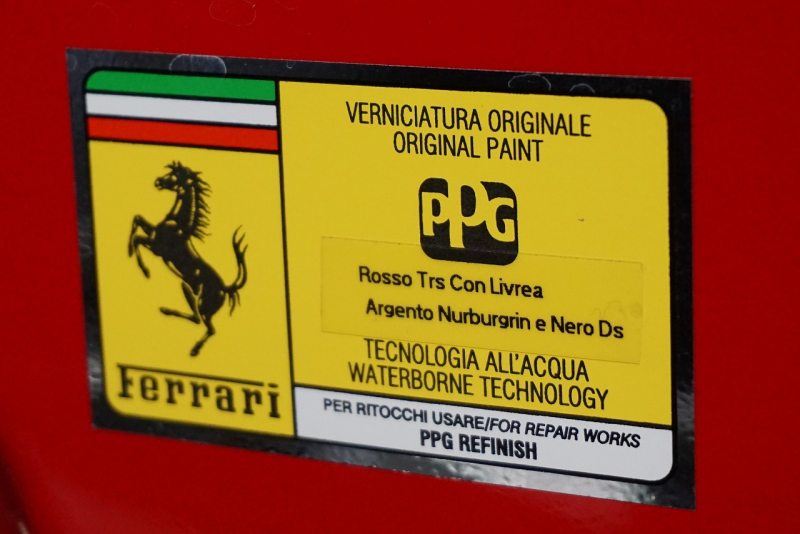 VERNICIATURA ORIGINALE
ORIGINAL PAINT
PPG
Rosso Trs Con Livrea
Argento Nurburgrin e Nero Ds
TECNOLOGIA ALL'ACQUA
WATERBORNE TECHNOLOGY
Ferrari
PER RITOCCHI USARE/FOR REPAIR WORKS
PPG REFINISH